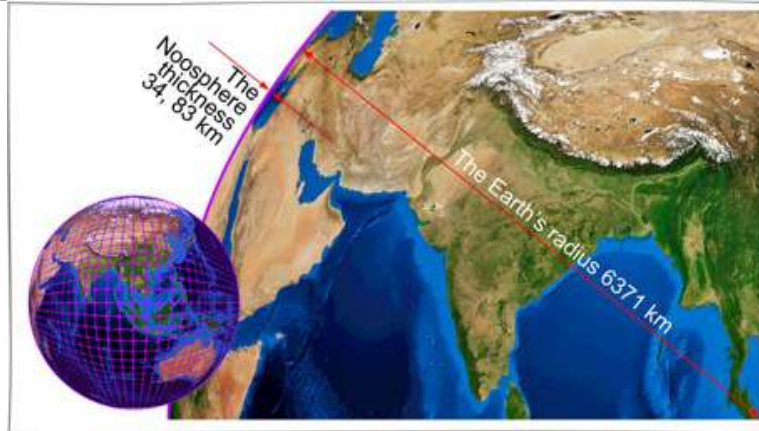 The
Noosphere
thickness
34, 83 km
The Earth's radius 6371 km